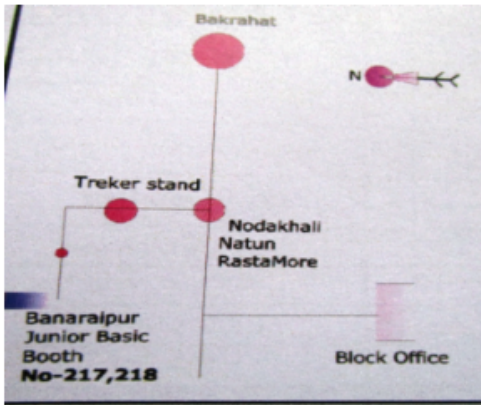 Bakrahat
N
Treker stand
Nodakhali
Natun
RastaMore
Banaraipur
Junior Basic
Booth
No-217,218
Block Office